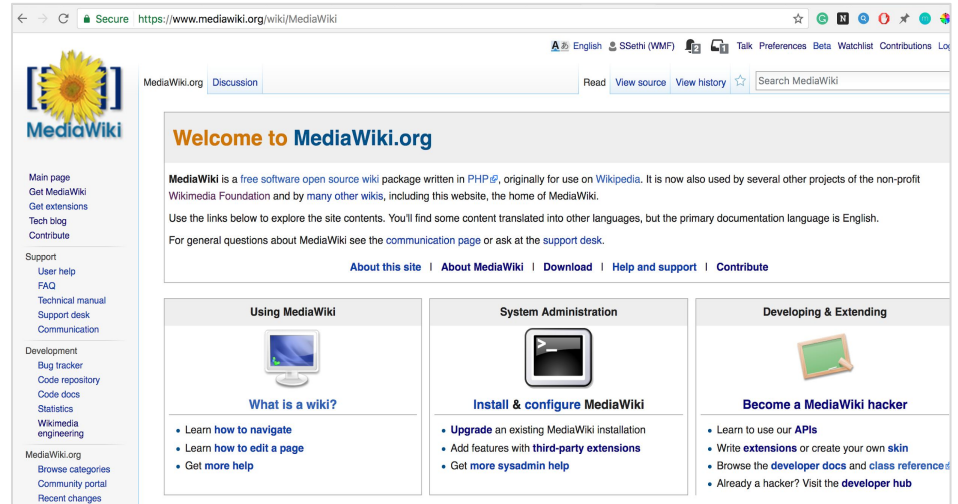 Secure https://www.mediawiki.org/wiki/MediaWiki
English SSethi (WMF) 2 1 Talk Preferences Beta Watchlist Contributions
MediaWiki.org Discussion Read View source View history Search MediaWiki
MediaWiki
Welcome to MediaWiki.org
MediaWiki is a free software open source wiki package written in PHP, originally for use on Wikipedia. It is now also used by several other projects of the non-profit
Wikimedia Foundation and by many other wikis, including this website, the home of MediaWiki.
Use the links below to explore the site contents. You'll find some content translated into other languages, but the primary documentation language is English.
For general questions about MediaWiki see the communication page or ask at the support desk.
About this site | About MediaWiki | Download | Help and support | Contribute
Main page
Get MediaWiki
Get extensions
Tech blog
Contribute
Support
User help
FAQ
Technical manual
Support desk
Communication
Development
Bug tracker
Code repository
Code docs
Statistics
Wikimedia
engineering
MediaWiki.org
Browse categories
Community portal
Recent changes
Using MediaWiki
What is a wiki?
• Learn how to navigate
• Learn how to edit a page
• Get more help
System Administration
>_
Install & configure MediaWiki
• Upgrade an existing MediaWiki installation
• Add features with third-party extensions
• Get more sysadmin help
Developing & Extending
Become a MediaWiki hacker
• Learn to use our APIs
• Write extensions or create your own skin
• Browse the developer docs and class reference
• Already a hacker? Visit the developer hub